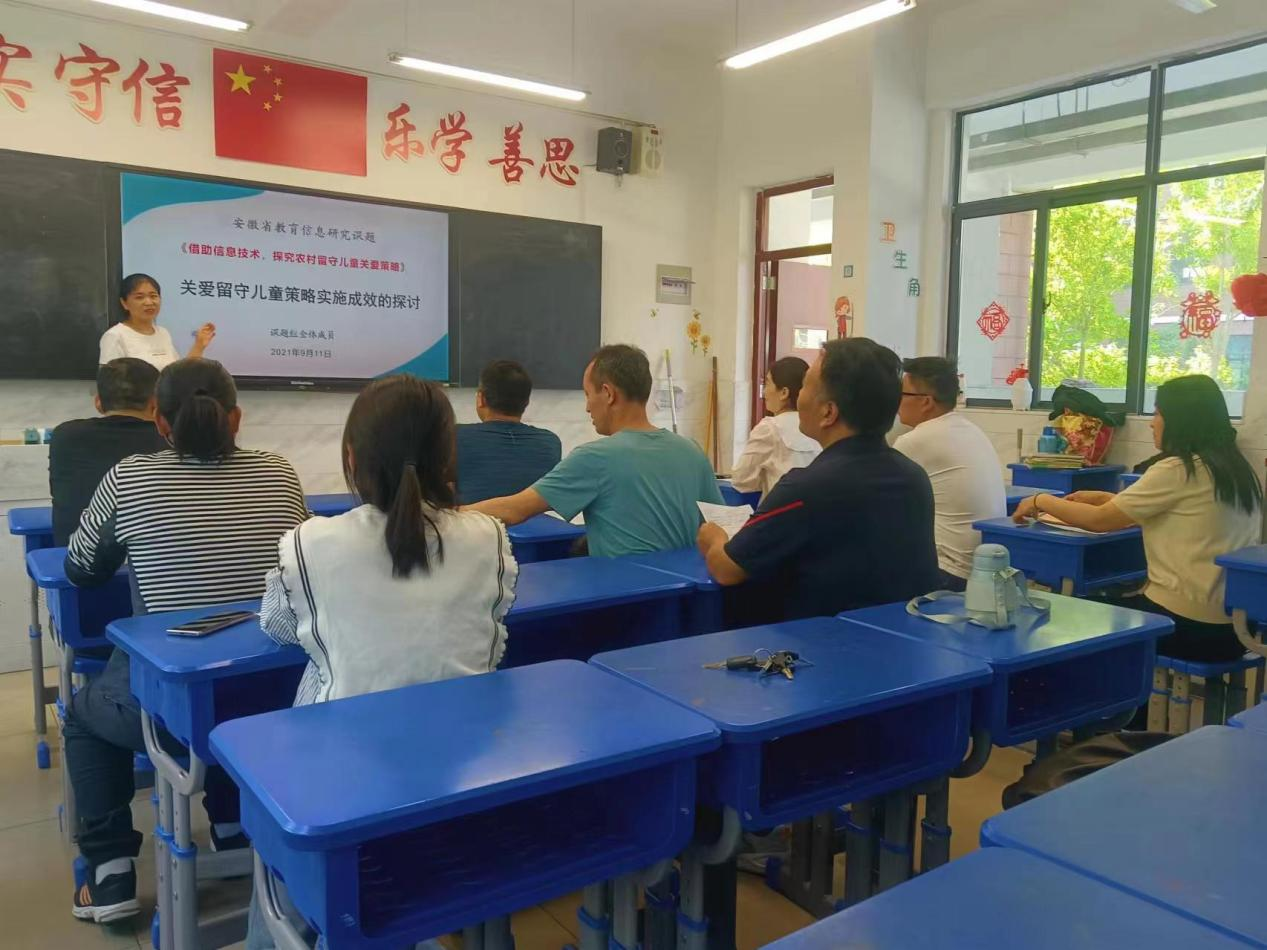 实守信
乐学善思
安徽省教育信息研究课题
《借助信息技术，探究农村留守儿童关爱策略》
关爱留守儿童策略实施成效的探讨
课题组全体成员
2021年9月11日
卫
生
角
福